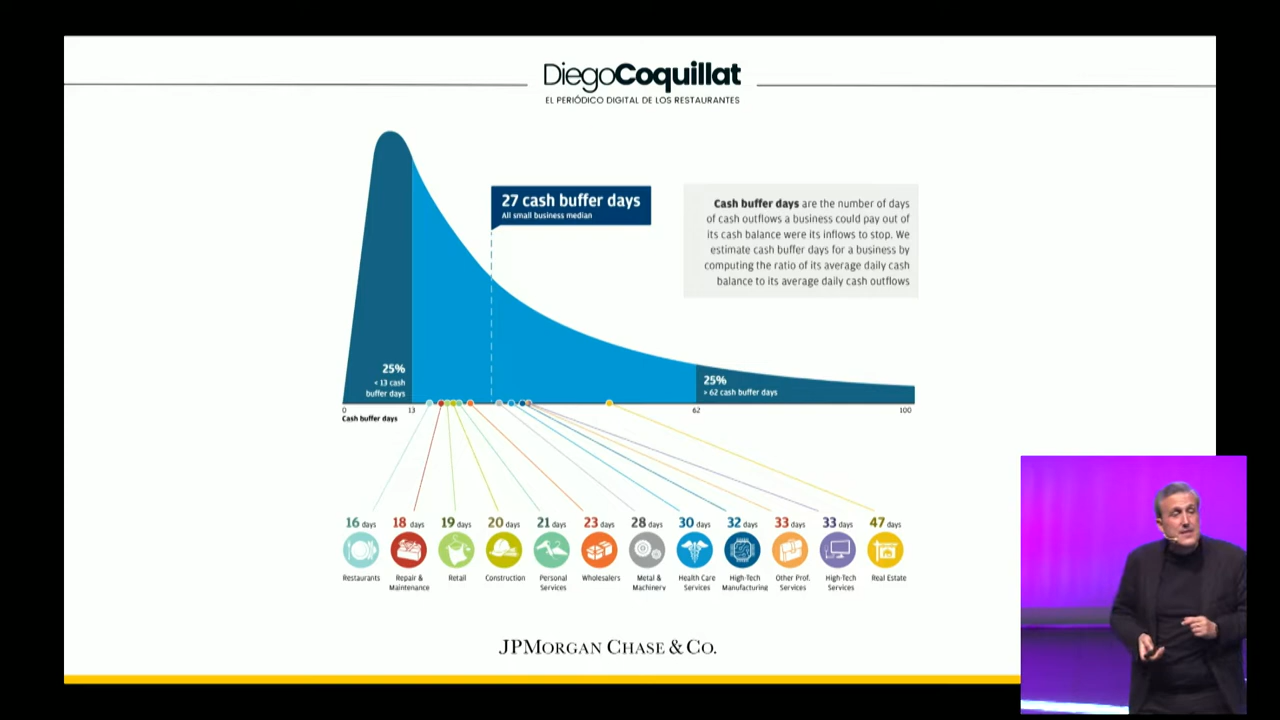 DiegoCoquillat
EL PERIÓDICO DIGITAL DE LOS RESTAURANTES
27 cash buffer days
All small business median
Cash buffer days are the number of days
of cash outflows a business could pay out of
its cash balance were its inflows to stop. We
estimate cash buffer days for a business by
computing the ratio of its average daily cash
balance to its average daily cash outflows
25%
< 13 cash
buffer days
25%
> 62 cash buffer days
0 13 62 100
Cash buffer days
16 days 18 days 19 days 20 days 21 days 23 days 28 days 30 days 32 days 33 days 33 days 47 days
Restaurants Repair & Retail Construction Personal Wholesalers Metal & Health Care High-Tech Other Prof. High-Tech Real Estate
Maintenance Services Machinery Services Manufacturing Services Services
JPMORGAN CHASE & CO.